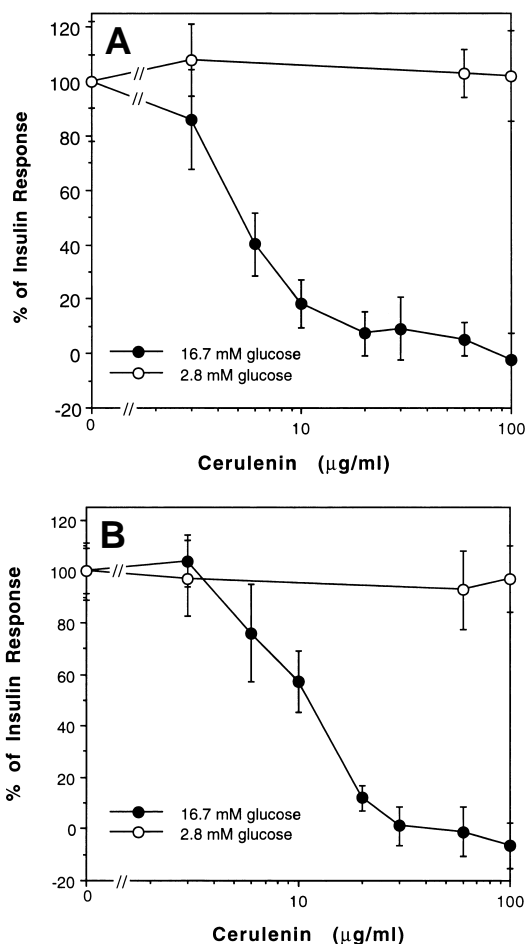 A
120
100
80
60
40
20
0
-20
% of Insulin Response
16.7 mM glucose
2.8 mM glucose
0 // 10 100
Cerulenin (μg/ml)
B
120
100
80
60
40
20
0
-20
% of Insulin Response
16.7 mM glucose
2.8 mM glucose
0 // 10 100
Cerulenin (μg/ml)